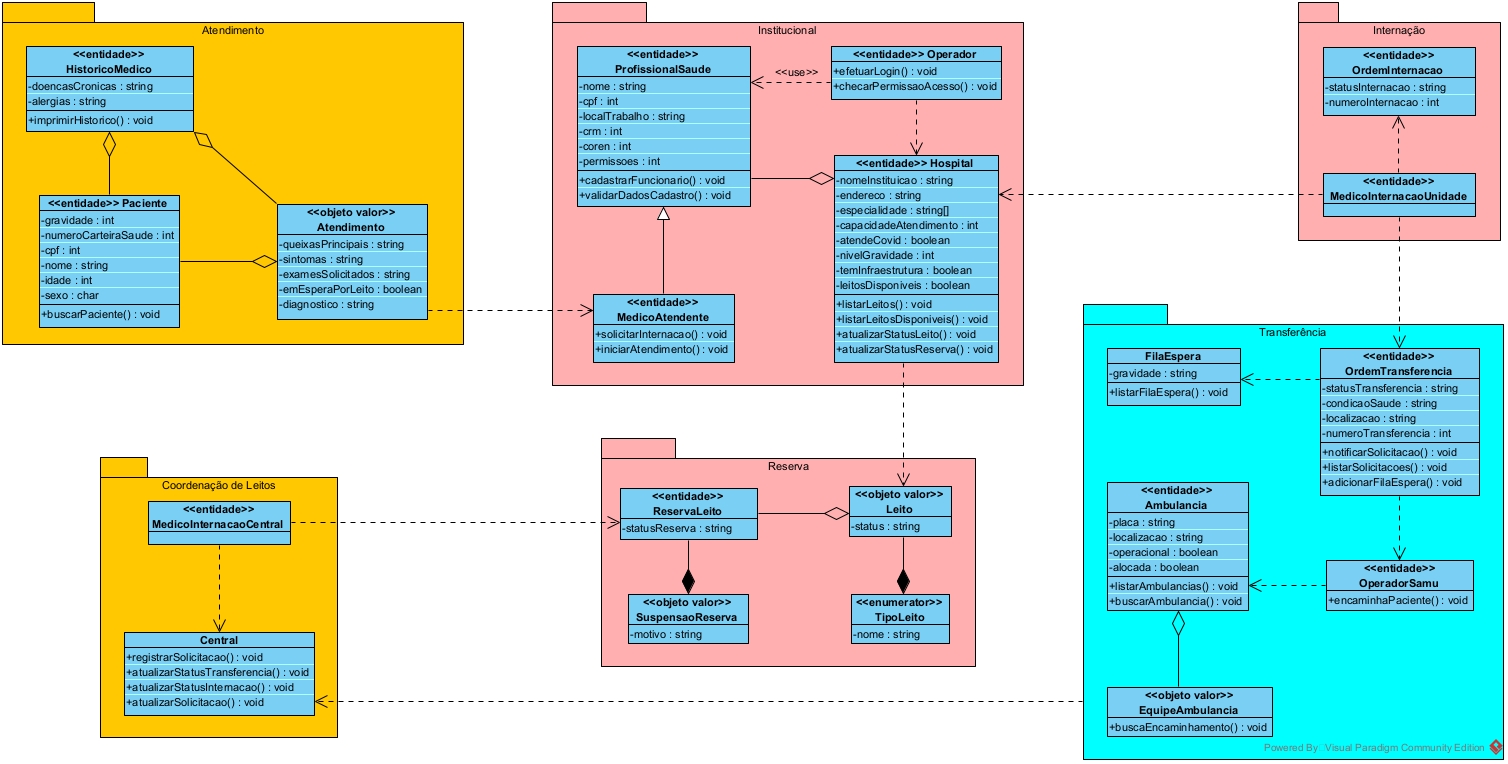 Atendimento
<<entidade>>
HistoricoMedico
-doencasCronicas : string
-alergias : string
+imprimirHistorico() : void
<<entidade>> Paciente
-gravidade : int
-numeroCarteiraSaude : int
-cpf : int
-nome : string
-idade : int
-sexo : char
+buscarPaciente() : void
<<objeto valor>>
Atendimento
-queixasPrincipais : string
-sintomas : string
-examesSolicitados : string
-emEsperaPorLeito : boolean
-diagnostico : string
Institucional
<<entidade>>
ProfissionalSaude
-nome : string
-cpf : int
-localTrabalho : string
-crm : int
-coren : int
-permissoes : int
+cadastrarFuncionario() : void
+validarDadosCadastro() : void
<<use>>
<<entidade>> Operador
+efetuarLogin() : void
+checarPermissaoAcesso() : void
<<entidade>> Hospital
-nomeInstituicao : string
-endereco : string
-especialidade : string[]
-capacidadeAtendimento : int
-atendeCovid : boolean
-nivelGravidade : int
-temInfraestrutura : boolean
-leitosDisponiveis : boolean
+listarLeitos() : void
+listarLeitosDisponiveis() : void
+atualizarStatusLeito() : void
+atualizarStatusReserva() : void
<<entidade>>
MedicoAtendente
+solicitarInternacao() : void
+iniciarAtendimento() : void
Internação
<<entidade>>
OrdemInternacao
-statusInternacao : string
-numeroInternacao : int
<<entidade>>
MedicoInternacaoUnidade
Transferência
FilaEspera
-gravidade : string
+listarFilaEspera() : void
<<entidade>>
OrdemTransferencia
-statusTransferencia : string
-condicaoSaude : string
-localizacao : string
-numeroTransferencia : int
+notificarSolicitacao() : void
+listarSolicitacoes() : void
+adicionarFilaEspera() : void
<<entidade>>
Ambulancia
-placa : string
-localizacao : string
-operacional : boolean
-alocada : boolean
+listarAmbulancias() : void
+buscarAmbulancia() : void
<<entidade>>
OperadorSamu
+encaminhaPaciente() : void
<<objeto valor>>
EquipeAmbulancia
+buscaEncaminhamento() : void
Reserva
<<entidade>>
ReservaLeito
-statusReserva : string
<<objeto valor>>
Leito
-status : string
<<objeto valor>>
SuspensaoReserva
-motivo : string
<<enumerator>>
TipoLeito
-nome : string
Coordenação de Leitos
<<entidade>>
MedicoInternacaoCentral
Central
+registrarSolicitacao() : void
+atualizarStatusTransferencia() : void
+atualizarStatusInternacao() : void
+atualizarSolicitacao() : void
Powered By: Visual Paradigm Community Edition